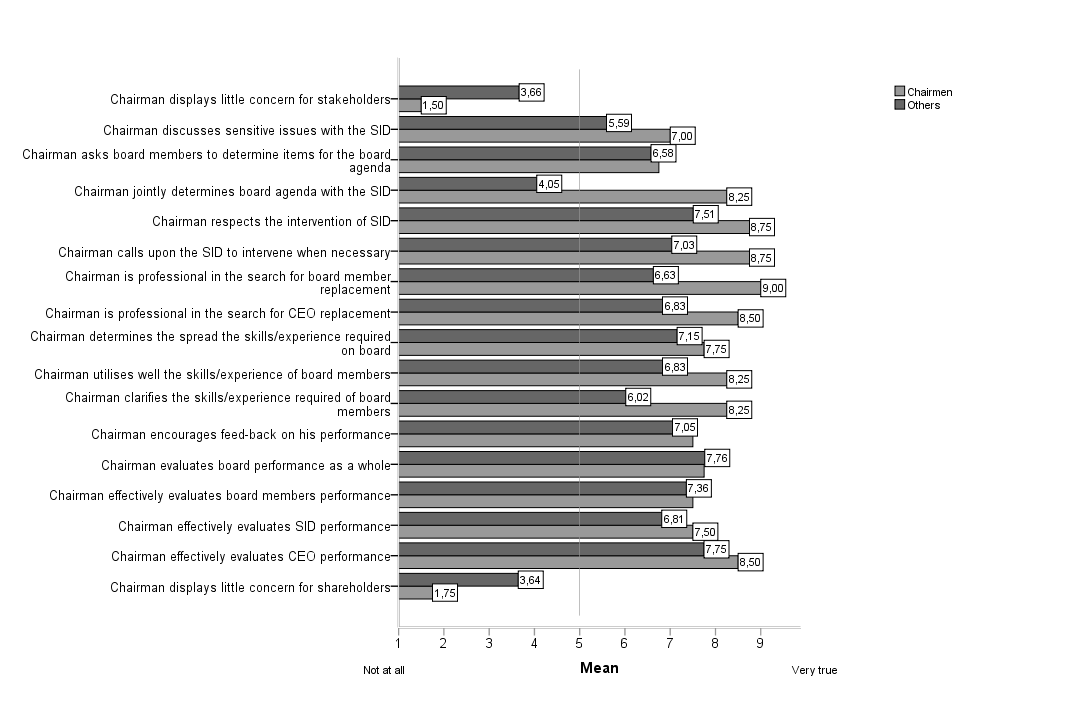 Chairmen
Others
Chairman displays little concern for stakeholders
3,66
1,50
Chairman discusses sensitive issues with the SID
5,59
7,00
Chairman asks board members to determine items for the board
agenda
6,58
Chairman jointly determines board agenda with the SID
4,05
8,25
Chairman respects the intervention of SID
7,51
8,75
Chairman calls upon the SID to intervene when necessary
7,03
8,75
Chairman is professional in the search for board member
replacement
6,63
9,00
Chairman is professional in the search for CEO replacement
6,83
8,50
Chairman determines the spread the skills/experience required
on board
7,15
7,75
Chairman utilises well the skills/experience of board members
6,83
8,25
Chairman clarifies the skills/experience required of board
members
6,02
8,25
Chairman encourages feed-back on his performance
7,05
Chairman evaluates board performance as a whole
7,76
Chairman effectively evaluates board members performance
7,36
Chairman effectively evaluates SID performance
6,81
7,50
Chairman effectively evaluates CEO performance
7,75
8,50
Chairman displays little concern for shareholders
3,64
1,75
1 2 3 4 5 6 7 8 9
Not at all Mean Very true